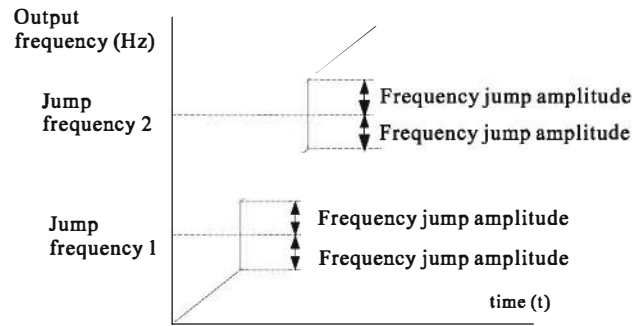 Output
frequency (Hz)
Frequency jump amplitude
Jump
frequency 2
Frequency jump amplitude
Jump
frequency 1
Frequency jump amplitude
Frequency jump amplitude
time (t)